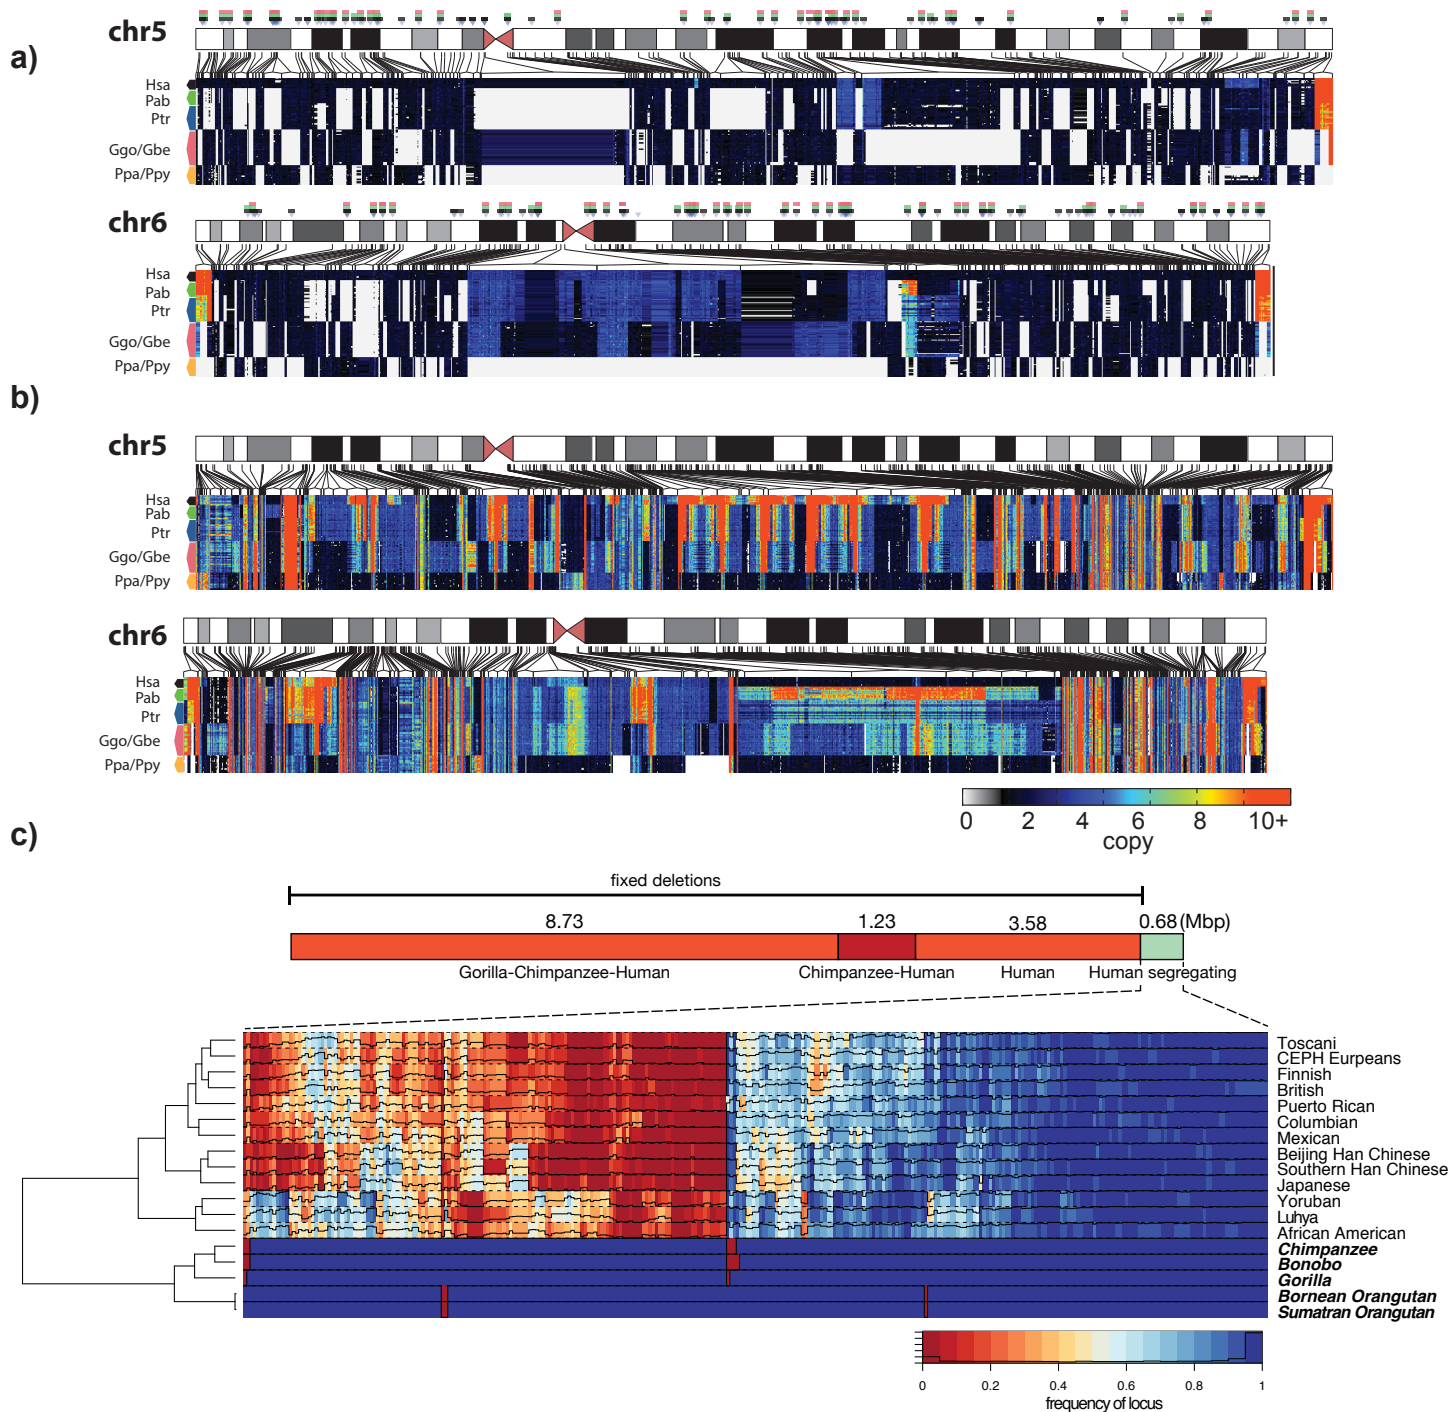 a)
chr5
Hsa
Pab
Ptr
Ggo/Gbe
Ppa/Ppy
chr6
Hsa
Pab
Ptr
Ggo/Gbe
Ppa/Ppy
b)
chr5
Hsa
Pab
Ptr
Ggo/Gbe
Ppa/Ppy
chr6
Hsa
Pab
Ptr
Ggo/Gbe
Ppa/Ppy
0 2 4 6 8 10+
copy
c)
fixed deletions
8.73 1.23 3.58 0.68 (Mbp)
Gorilla-Chimpanzee-Human Chimpanzee-Human Human Human segregating
Toscani
CEPH Eurpeans
Finnish
British
Puerto Rican
Columbian
Mexican
Beijing Han Chinese
Southern Han Chinese
Japanese
Yoruban
Luhya
African American
Chimpanzee
Bonobo
Gorilla
Bornean Orangutan
Sumatran Orangutan
0 0.2 0.4 0.6 0.8 1
frequency of locus